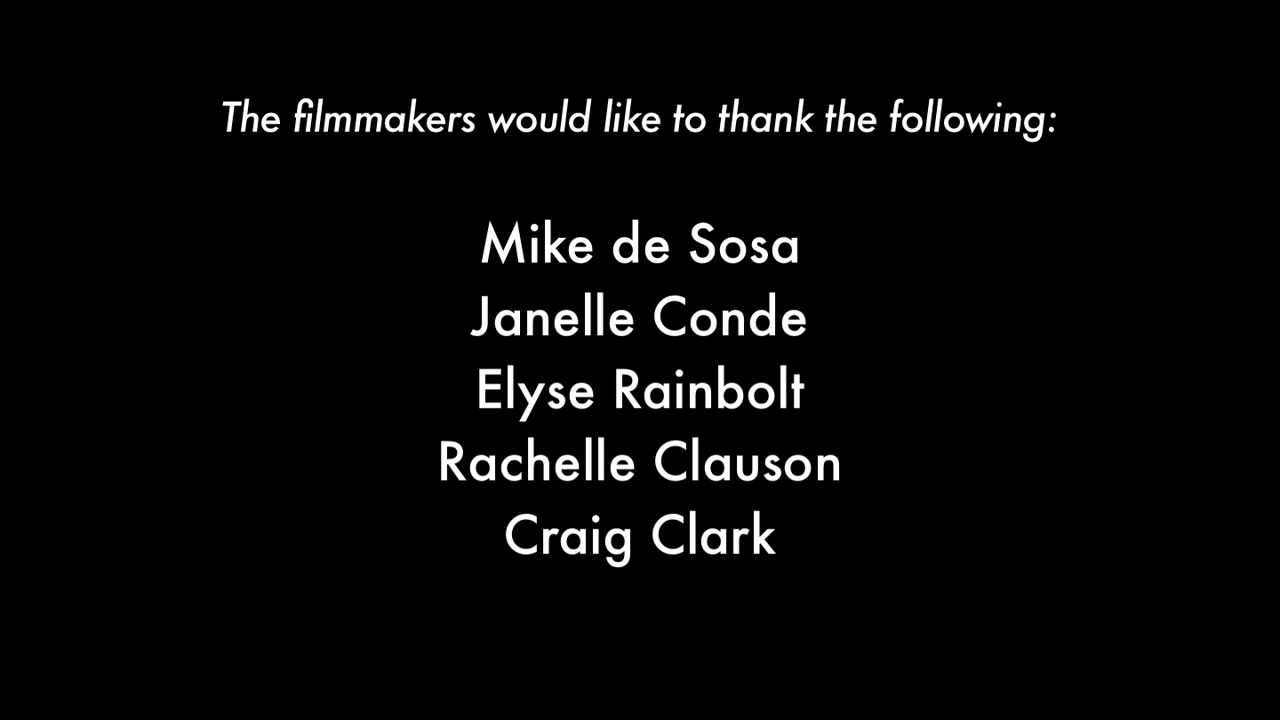 The filmmakers would like to thank the following:
Mike de Sosa
Janelle Conde
Elyse Rainbolt
Rachelle Clauson
Craig Clark